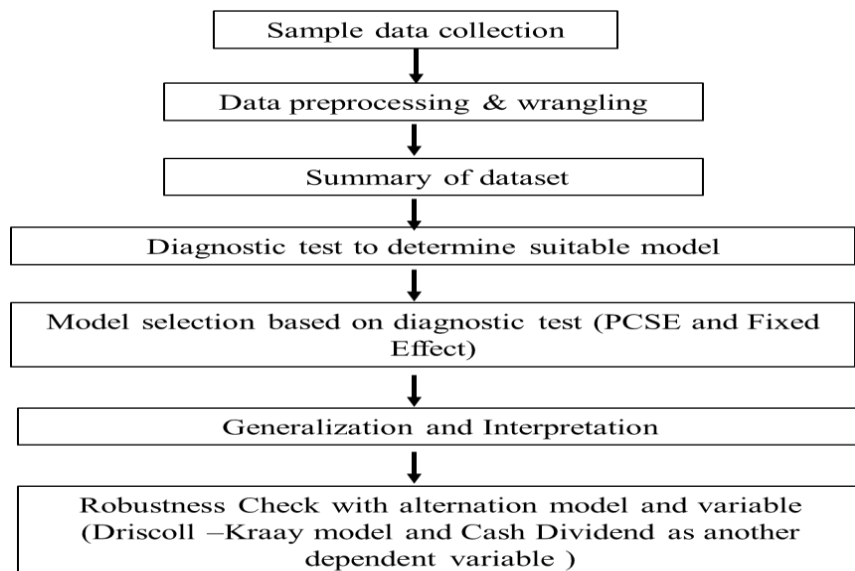 Sample data collection
Data preprocessing & wrangling
Summary of dataset
Diagnostic test to determine suitable model
Model selection based on diagnostic test (PCSE and Fixed
Effect)
Generalization and Interpretation
Robustness Check with alternation model and variable
(Driscoll –Kraay model and Cash Dividend as another
dependent variable )